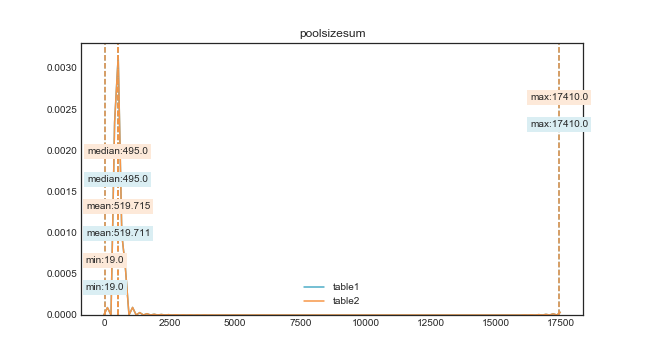 poolsizesum
0.0030
0.0025
0.0020
0.0015
0.0010
0.0005
0.0000
max:17410.0
max:17410.0
median:495.0
median:495.0
mean:519.715
mean:519.711
min:19.0
min:19.0
table1
table2
0 2500 5000 7500 10000 12500 15000 17500